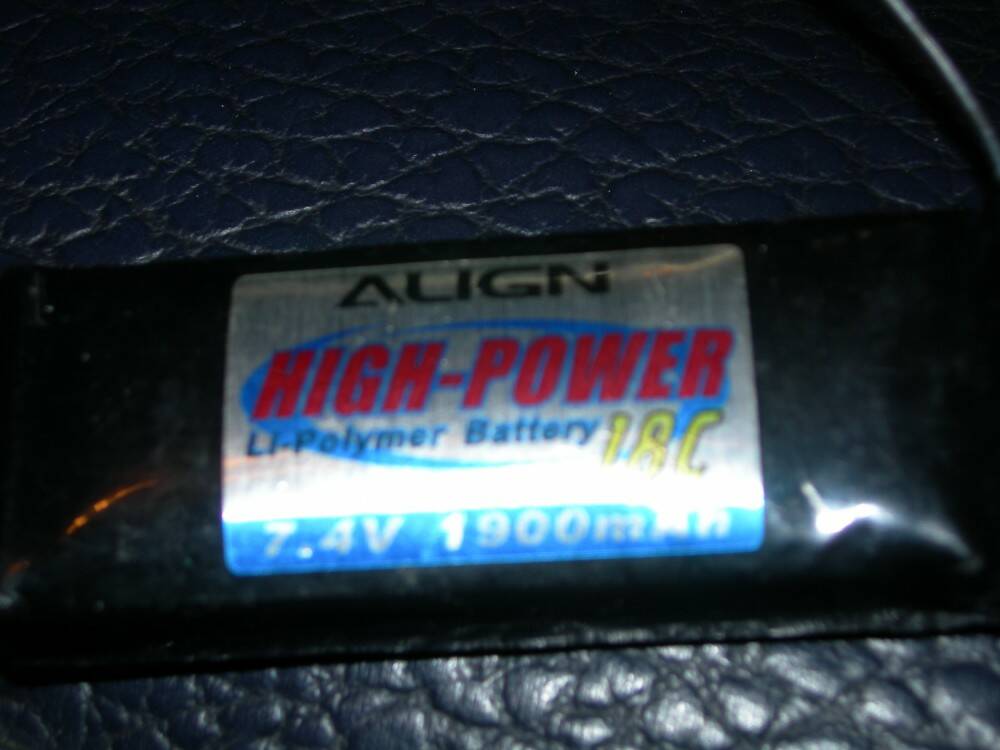 ALIGN
HIGH-POWER
Li-Polymer Battery 18C
7.4V 1900mAh